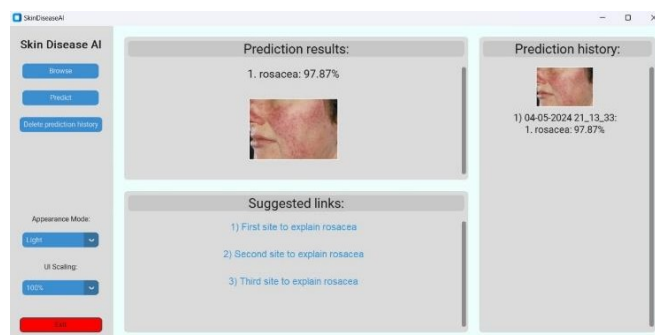 SkinDiseaseAI
Skin Disease AI
Browse
Predict
Delete prediction history
Appearance Mode:
Light
UI Scaling:
100%
Exit
Prediction results:
1. rosacea: 97.87%
Suggested links:
1) First site to explain rosacea
2) Second site to explain rosacea
3) Third site to explain rosacea
Prediction history:
1) 04-05-2024 21_13_33:
1. rosacea: 97.87%